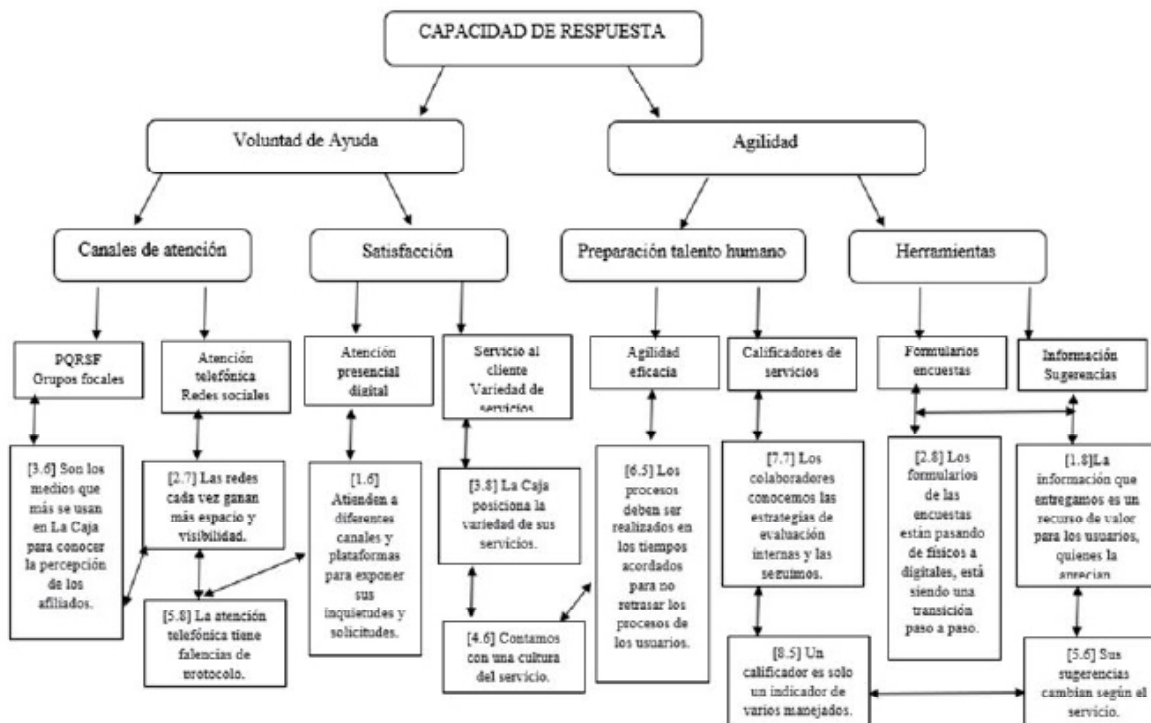 CAPACIDAD DE RESPUESTA
Voluntad de Ayuda
Agilidad
Canales de atención
Satisfacción
Preparación talento humano
Herramientas
PQRSF
Grupos focales
Atención
telefónica
Redes sociales
Atención
presencial
digital
Servicio al
cliente
Variedad de
servicios
Agilidad
eficacia
Calificadores de
servicios
Formularios
encuestas
Información
Sugerencias
[3.6] Son los
medios que
más se usan
en La Caja
para conocer
la percepción
de los
afiliados.
[2.7] Las redes
cada vez ganan
más espacio y
visibilidad.
[5.8] La atención
telefónica tiene
falencias de
protocolo.
[1.6]
Atienden a
diferentes
canales y
plataformas
para exponer
sus
inquietudes y
solicitudes.
[3.8] La Caja
posiciona la
variedad de sus
servicios.
[4.6] Contamos
con una cultura
del servicio.
[6.5] Los
procesos
deben ser
realizados en
los tiempos
acordados
para no
retrasar los
procesos de
los usuarios.
[7.7] Los
colaboradores
conocemos las
estrategias de
evaluación
internas y las
seguimos.
[8.5] Un
calificador es solo
un indicador de
varios manejados.
[2.8] Los
formularios
de las
encuestas
están pasando
de físicos a
digitales, está
siendo una
transición
paso a paso.
[1.8]La
información que
entregamos es un
recurso de valor
para los usuarios,
quienes la
aprecian
[5.6] Sus
sugerencias
cambian según el
servicio.